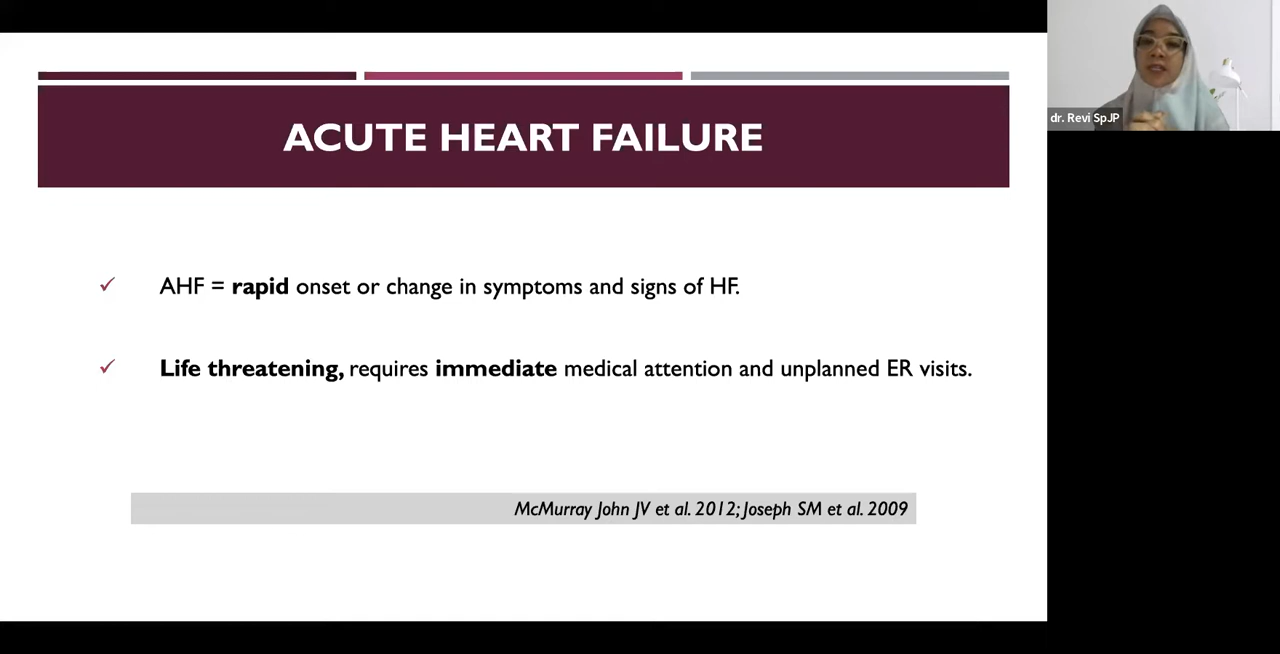 ACUTE HEART FAILURE
dr. Revi SpJP
✓ AHF = rapid onset or change in symptoms and signs of HF.
✓ Life threatening, requires immediate medical attention and unplanned ER visits.
McMurray John JV et al. 2012; Joseph SM et al. 2009